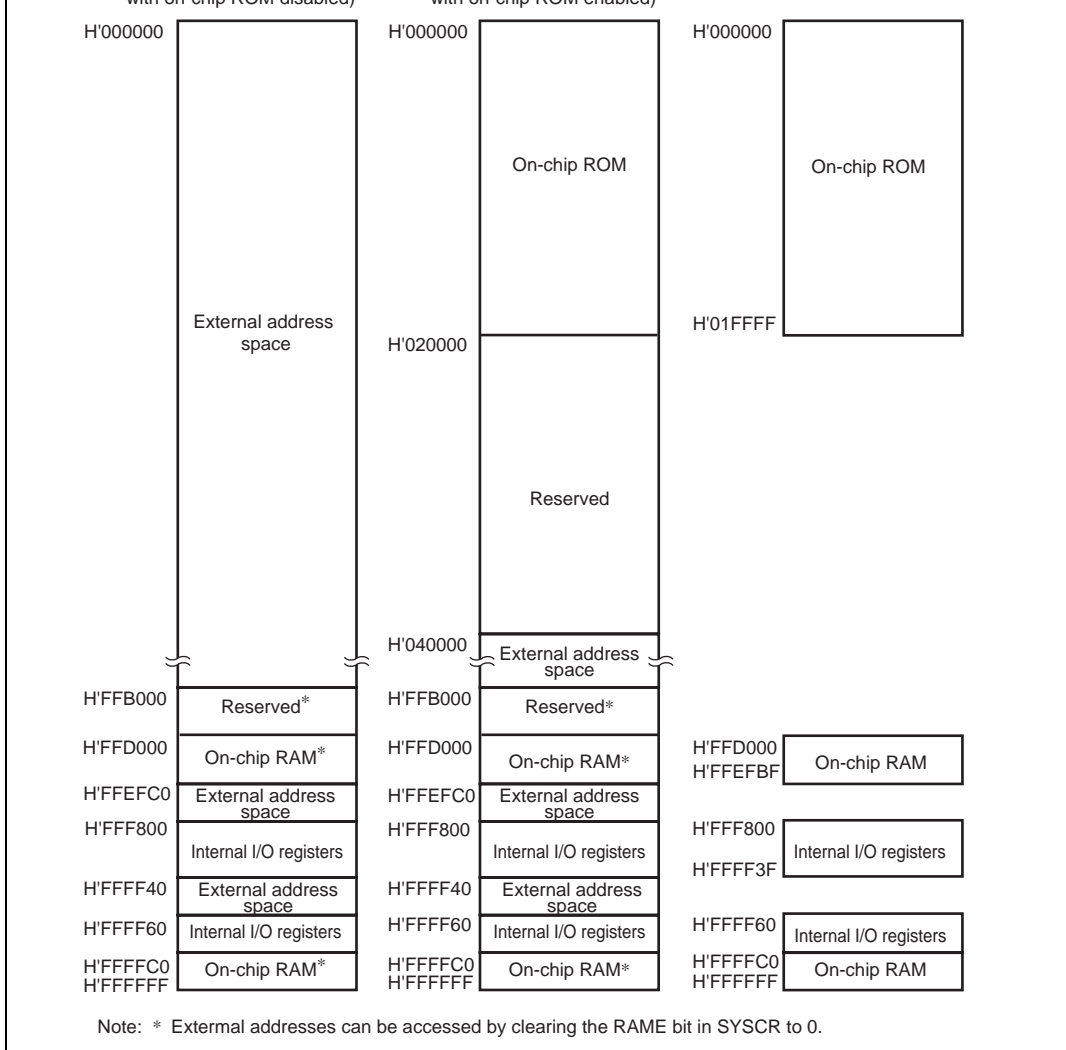 with on-chip ROM disabled)
with on-chip ROM enabled)
H'000000
External address
space
H'FFB000
Reserved*
H'FFD000
On-chip RAM*
H'FFEFC0
External address
space
H'FFF800
Internal I/O registers
H'FFFF40
External address
space
H'FFFF60
Internal I/O registers
H'FFFFC0
On-chip RAM*
H'FFFFFF
H'000000
On-chip ROM
H'020000
Reserved
H'040000
External address
space
H'FFB000
Reserved*
H'FFD000
On-chip RAM*
H'FFEFC0
External address
space
H'FFF800
Internal I/O registers
H'FFFF40
External address
space
H'FFFF60
Internal I/O registers
H'FFFFC0
On-chip RAM*
H'FFFFFF
H'000000
On-chip ROM
H'01FFFF
H'FFD000
On-chip RAM
H'FFEFBF
H'FFF800
Internal I/O registers
H'FFFF3F
H'FFFF60
Internal I/O registers
H'FFFFC0
On-chip RAM
H'FFFFFF
Note: * Extermal addresses can be accessed by clearing the RAME bit in SYSCR to 0.